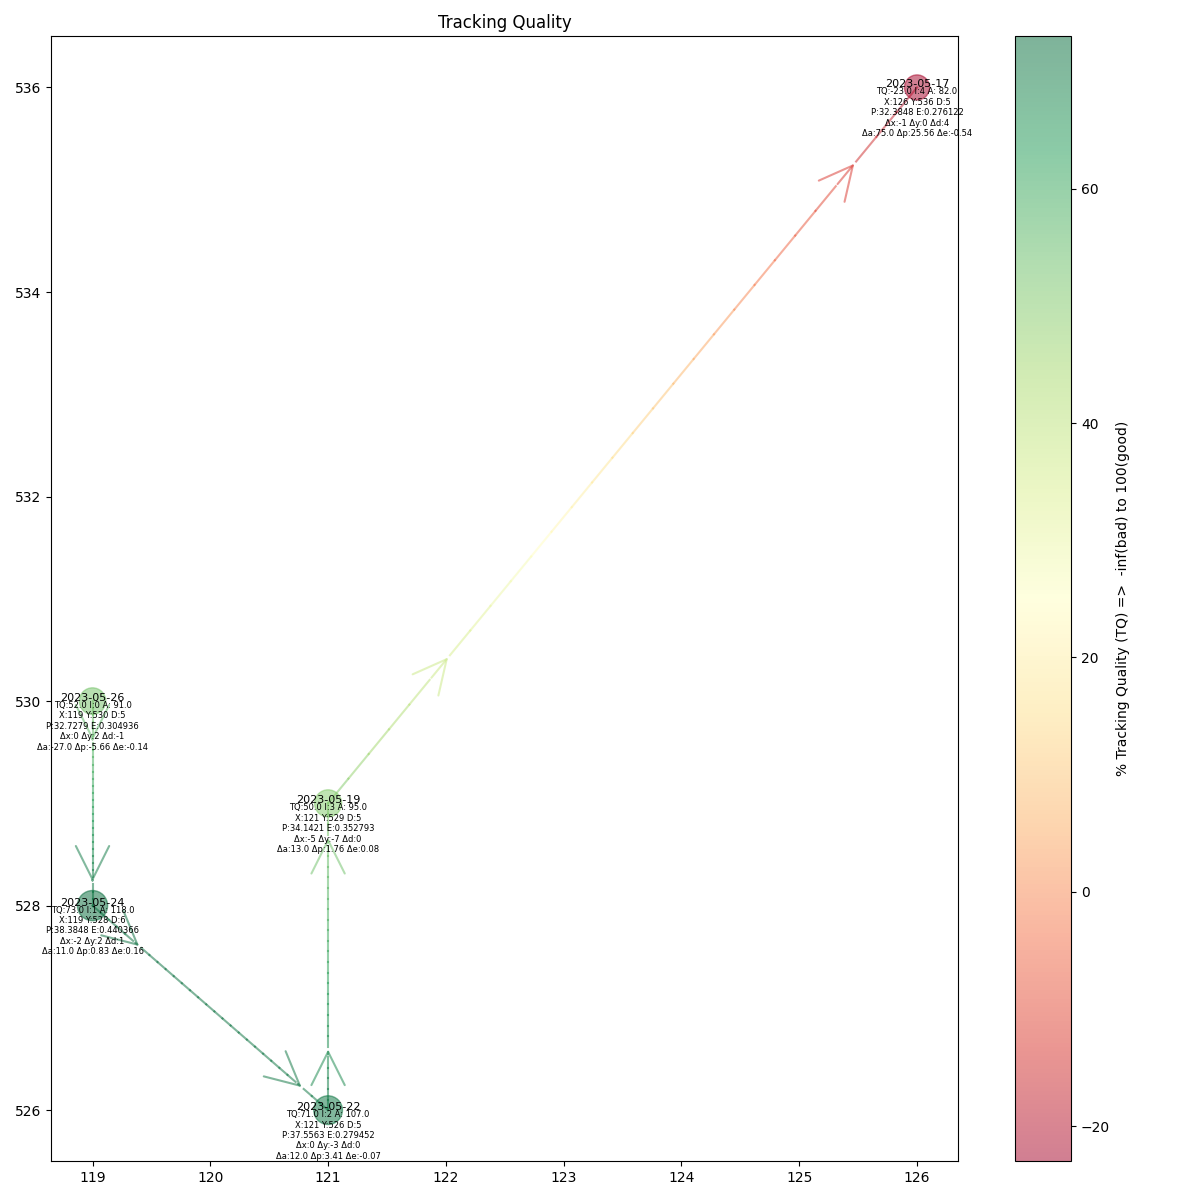 Tracking Quality
536
534
532
530
528
526
119
120
121
122
123
124
125
126
2023-05-17
TQ:-23.0 I:4 A: 82.0
X:126 Y:536 D:5
P:32.3848 E:0.276122
Δx:-1 Δy:0 Δd:4
Δa:75.0 Δp:25.56 Δe:-0.54
2023-05-26
TQ:52.0 I:0 A: 91.0
X:119 Y:530 D:5
P:32.7279 E:0.304936
Δx:0 Δy:2 Δd:-1
Δa:-27.0 Δp:-5.66 Δe:-0.14
2023-05-19
TQ:50.0 I:3 A: 95.0
X:121 Y:529 D:5
P:34.1421 E:0.352793
Δx:-5 Δy:-7 Δd:0
Δa:13.0 Δp:1.76 Δe:0.08
2023-05-24
TQ:73.0 I:1 A: 118.0
X:119 Y:528 D:6
P:38.3848 E:0.440366
Δx:-2 Δy:2 Δd:1
Δa:11.0 Δp:0.83 Δe:0.16
2023-05-22
TQ:71.0 I:2 A: 107.0
X:121 Y:526 D:5
P:37.5563 E:0.279452
Δx:0 Δy:-3 Δd:0
Δa:12.0 Δp:3.41 Δe:-0.07
60
40
20
0
−20
% Tracking Quality (TQ) => -inf(bad) to 100(good)